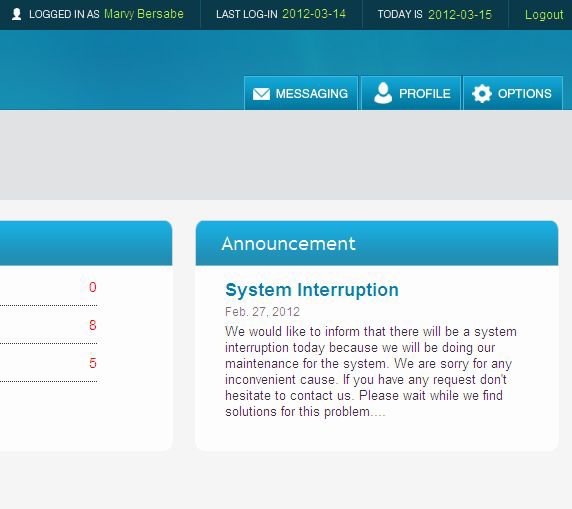 LOGGED IN AS Marvy Bersabe LAST LOG-IN 2012-03-14 TODAY IS 2012-03-15 Logout
MESSAGING PROFILE OPTIONS
0
8
5
Announcement
System Interruption
Feb. 27, 2012
We would like to inform that there will be a system
interruption today because we will be doing our
maintenance for the system. We are sorry for any
inconvenient cause. If you have any request don't
hesitate to contact us. Please wait while we find
solutions for this problem....